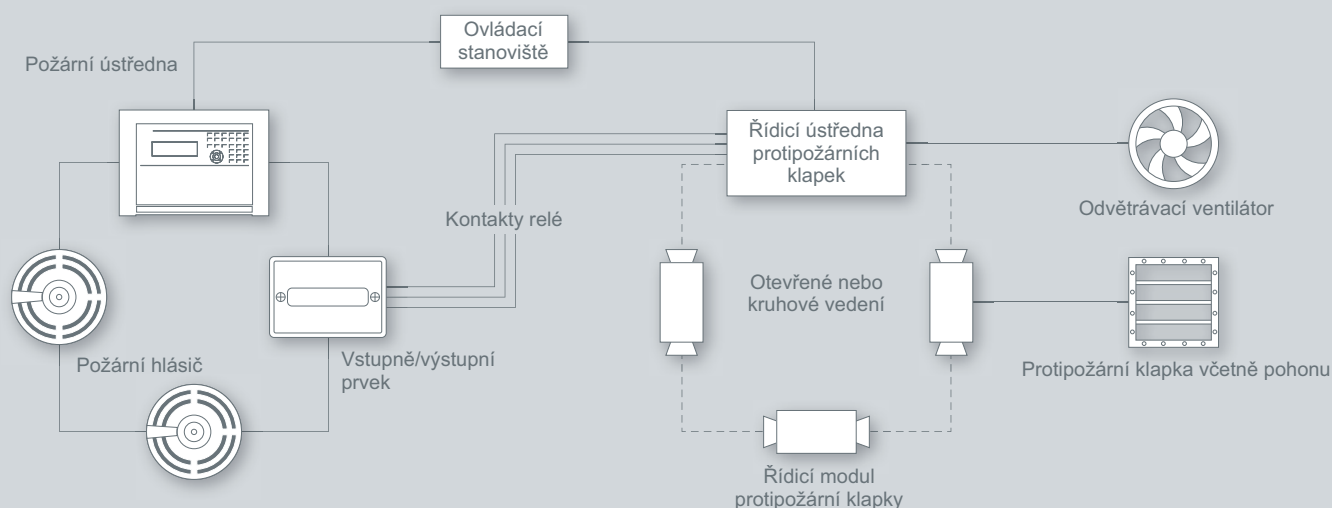 Ovládací
stanoviště
Požární ústředna
Řídicí ústředna
protipožárních
klapek
Kontakty relé
Odvětrávací ventilátor
Otevřené nebo
kruhové vedení
Požární hlásič
Vstupně/výstupní
prvek
Protipožární klapka včetně pohonu
Řídicí modul
protipožární klapky